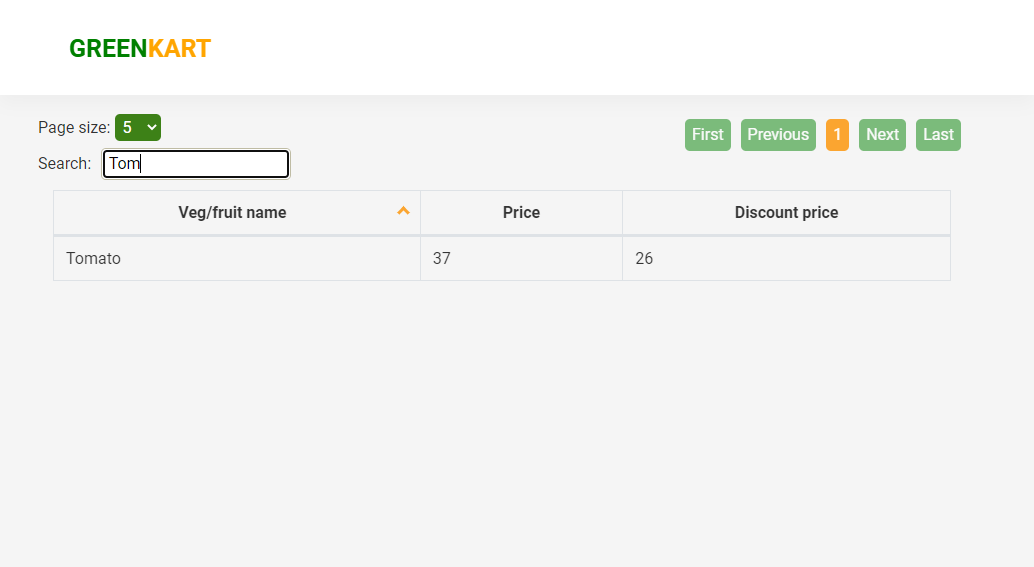 GREENKART
Page size: 5
First Previous 1 Next Last
Search: Tom
Veg/fruit name Price Discount price
Tomato 37 26